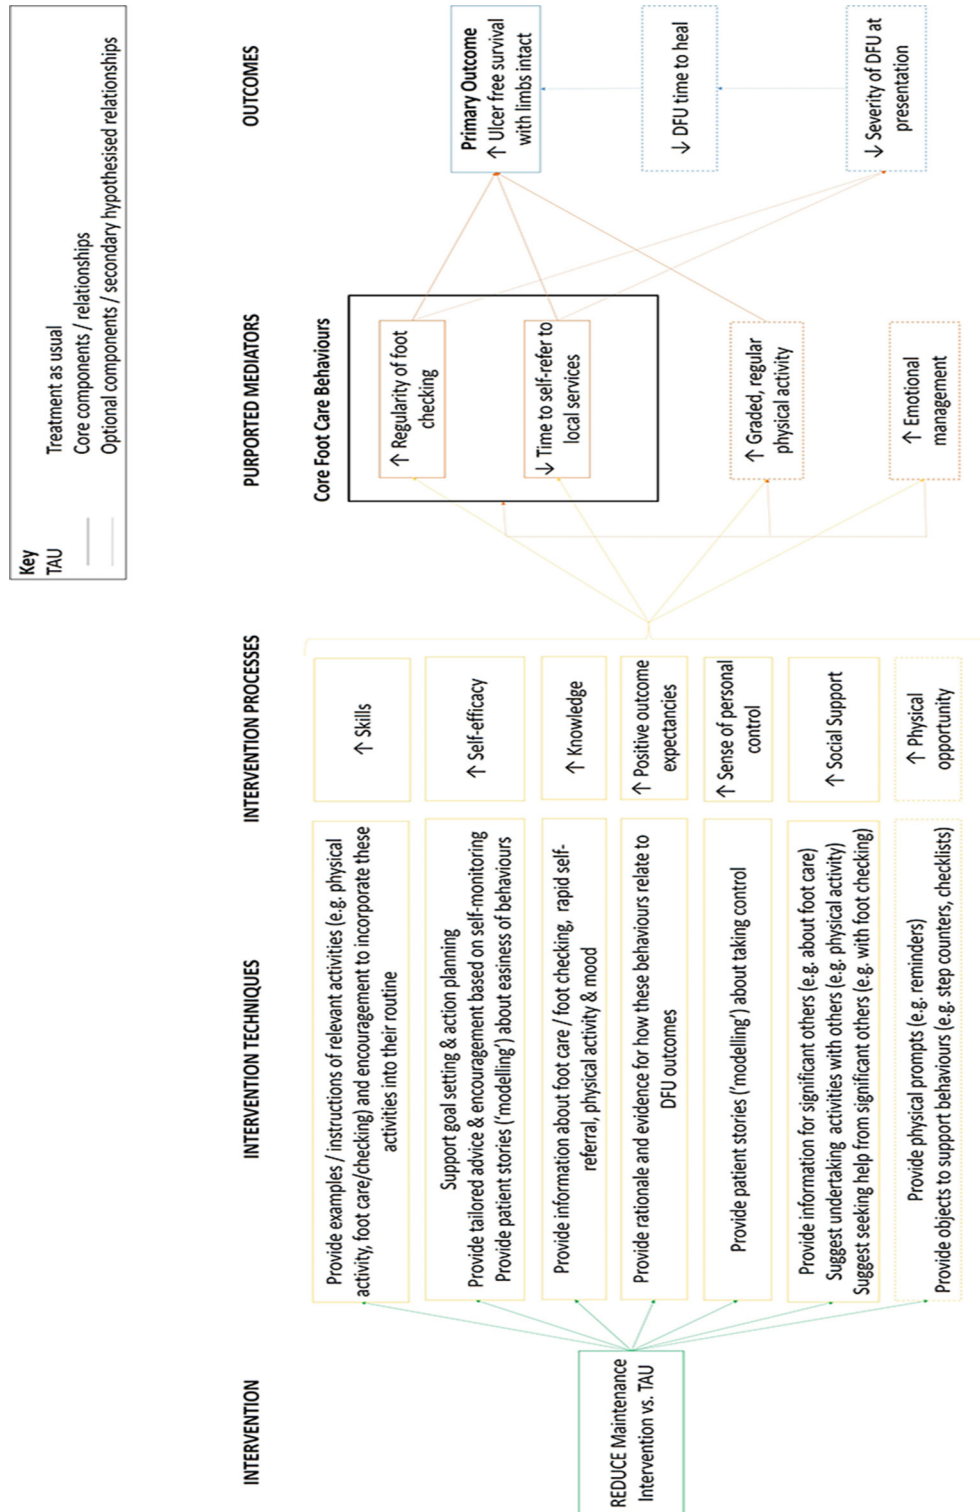 Key
TAU Treatment as usual
Core components / relationships
Optional components / secondary hypothesised relationships
INTERVENTION
INTERVENTION TECHNIQUES
INTERVENTION PROCESSES
PURPORTED MEDIATORS
OUTCOMES
REDUCE Maintenance
Intervention vs. TAU
Provide examples / instructions of relevant activities (e.g. physical
activity, foot care/checking) and encouragement to incorporate these
activities into their routine
Support goal setting & action planning
Provide tailored advice & encouragement based on self-monitoring
Provide patient stories (‘modelling’) about easiness of behaviours
Provide information about foot care / foot checking, rapid self-
referral, physical activity & mood
Provide rationale and evidence for how these behaviours relate to
DFU outcomes
Provide patient stories (‘modelling’) about taking control
Provide information for significant others (e.g. about foot care)
Suggest undertaking activities with others (e.g. physical activity)
Suggest seeking help from significant others (e.g. with foot checking)
Provide physical prompts (e.g. reminders)
Provide objects to support behaviours (e.g. step counters, checklists)
↑ Skills
↑ Self-efficacy
↑ Knowledge
↑ Positive outcome
expectancies
↑ Sense of personal
control
↑ Social Support
↑ Physical
opportunity
Core Foot Care Behaviours
↑ Regularity of foot
checking
↓ Time to self-refer to
local services
↑ Graded, regular
physical activity
↑ Emotional
management
Primary Outcome
↑ Ulcer free survival
with limbs intact
↓ DFU time to heal
↓ Severity of DFU at
presentation